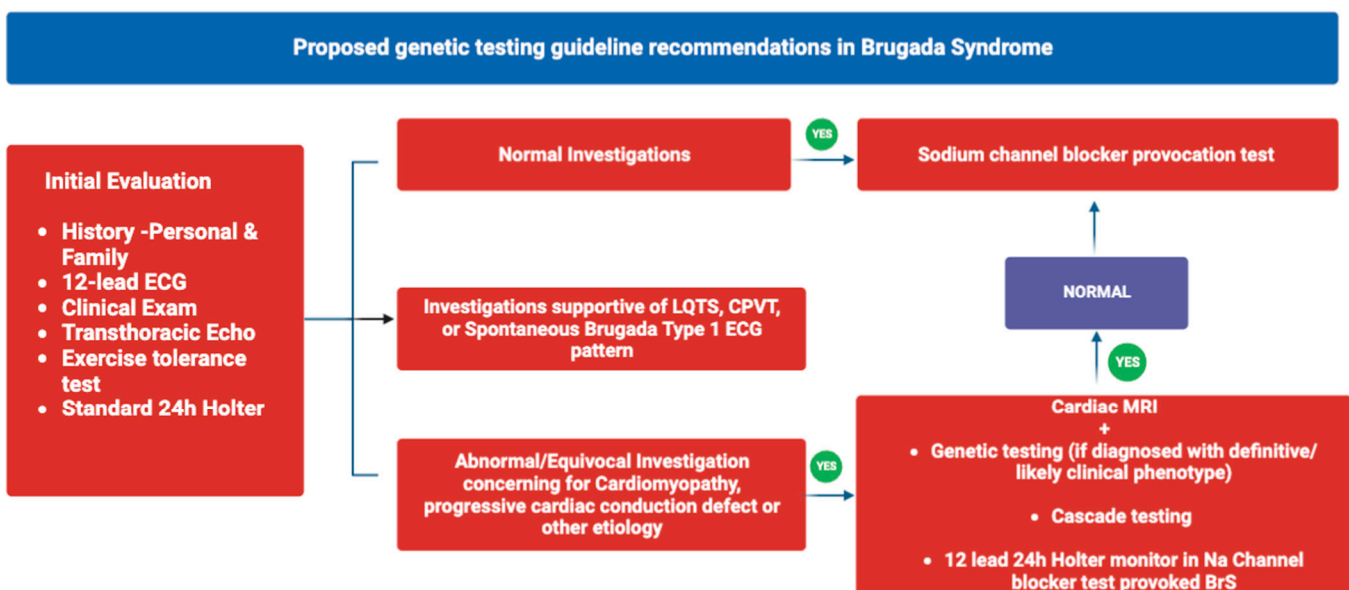 Proposed genetic testing guideline recommendations in Brugada Syndrome
Initial Evaluation
• History -Personal &
Family
• 12-lead ECG
• Clinical Exam
• Transthoracic Echo
• Exercise tolerance
test
• Standard 24h Holter
Normal Investigations
YES
Sodium channel blocker provocation test
Investigations supportive of LQTS, CPVT,
or Spontaneous Brugada Type 1 ECG
pattern
NORMAL
YES
Abnormal/Equivocal Investigation
concerning for Cardiomyopathy,
progressive cardiac conduction defect or
other etiology
YES
Cardiac MRI
+
• Genetic testing (if diagnosed with definitive/
likely clinical phenotype)
• Cascade testing
• 12 lead 24h Holter monitor in Na Channel
blocker test provoked BrS